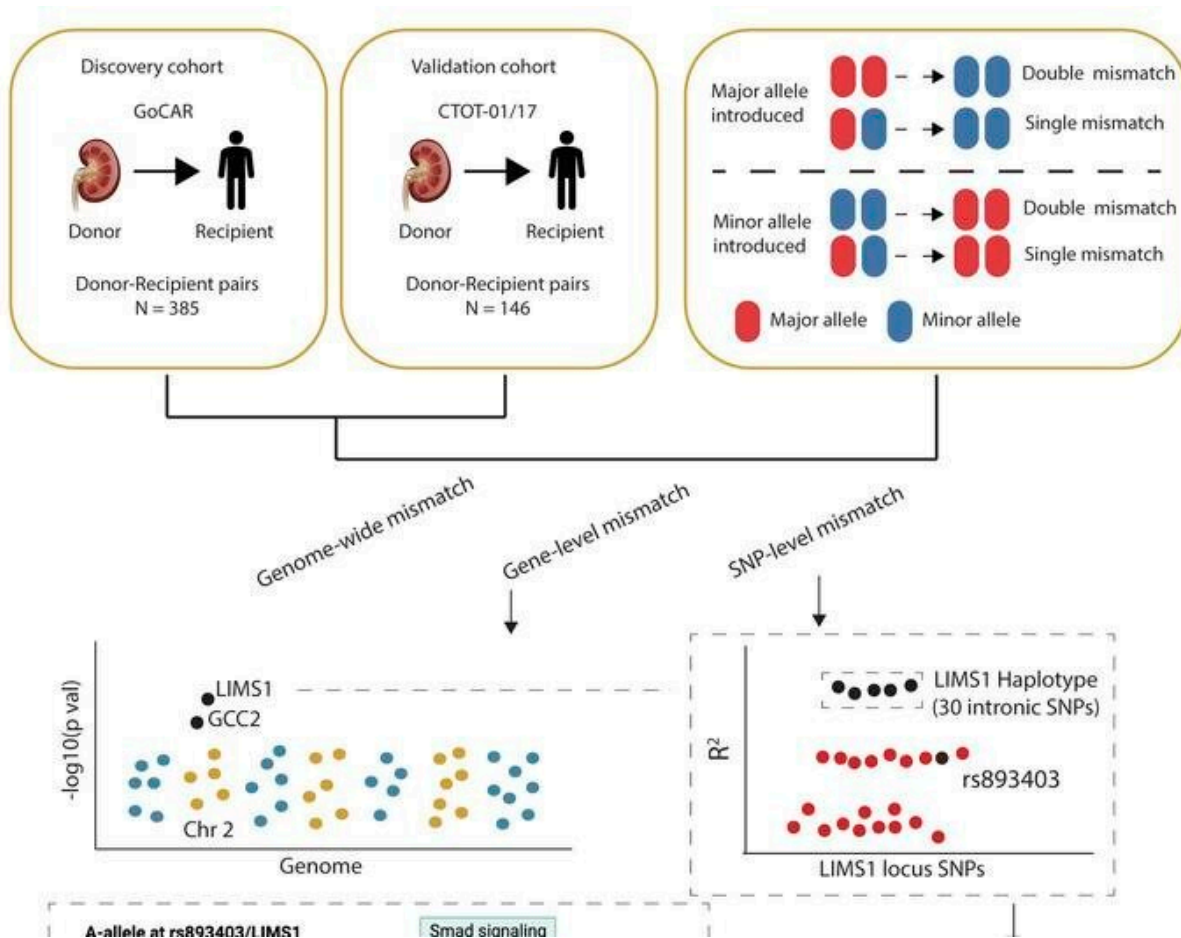 Discovery cohort
GoCAR
Donor
Recipient
Donor-Recipient pairs
N = 385
Validation cohort
CTOT-01/17
Donor
Recipient
Donor-Recipient pairs
N = 146
Major allele
introduced
Double mismatch
Single mismatch
Minor allele
introduced
Double mismatch
Single mismatch
Major allele
Minor allele
Genome-wide mismatch
Gene-level mismatch
SNP-level mismatch
-log10(p val)
LIMS1
GCC2
Chr 2
Genome
R²
LIMS1 Haplotype
(30 intronic SNPs)
rs893403
LIMS1 locus SNPs
A-allele at rs893403/LIMS1
Smad signaling